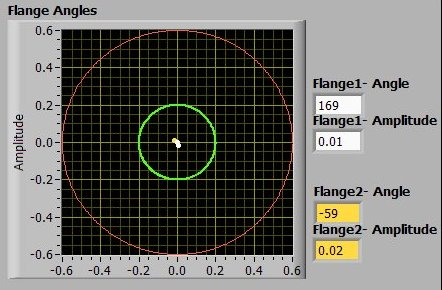 Flange Angles
0.6
0.4
0.2
0.0
-0.2
-0.4
-0.6
Amplitude
-0.6 -0.4 -0.2 0.0 0.2 0.4 0.6
Flange1- Angle
169
Flange1- Amplitude
0.01
Flange2- Angle
-59
Flange2- Amplitude
0.02